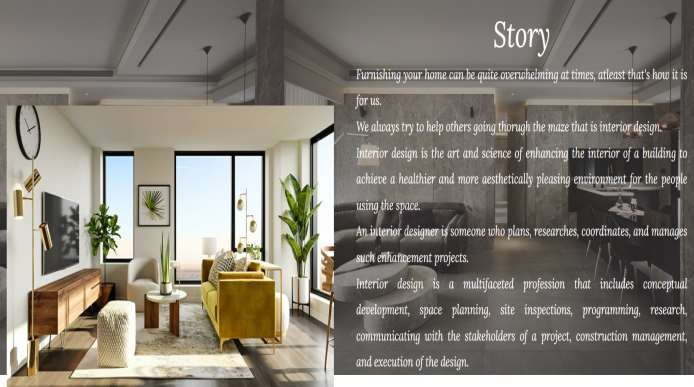 Story
Furnishing your home can be quite overwhelming at times, atleast that's how it is
for us.
We always try to help others going thorugh the maze that is interior design.
Interior design is the art and science of enhancing the interior of a building to
achieve a healthier and more aesthetically pleasing environment for the people
using the space.
An interior designer is someone who plans, researches, coordinates, and manages
such enhancement projects.
Interior design is a multifaceted profession that includes conceptual
development, space planning, site inspections, programming, research,
communicating with the stakeholders of a project, construction management,
and execution of the design.